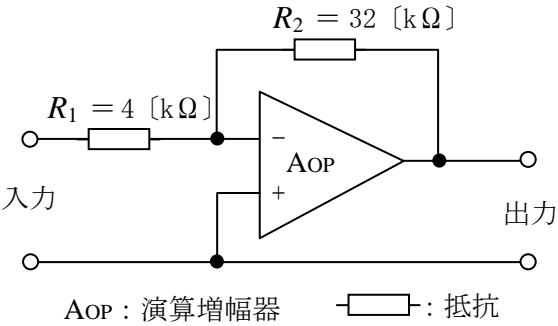 R2 = 32 〔kΩ〕
R1 = 4 〔kΩ〕
−
AOP
+
入力
出力
AOP : 演算増幅器
: 抵抗